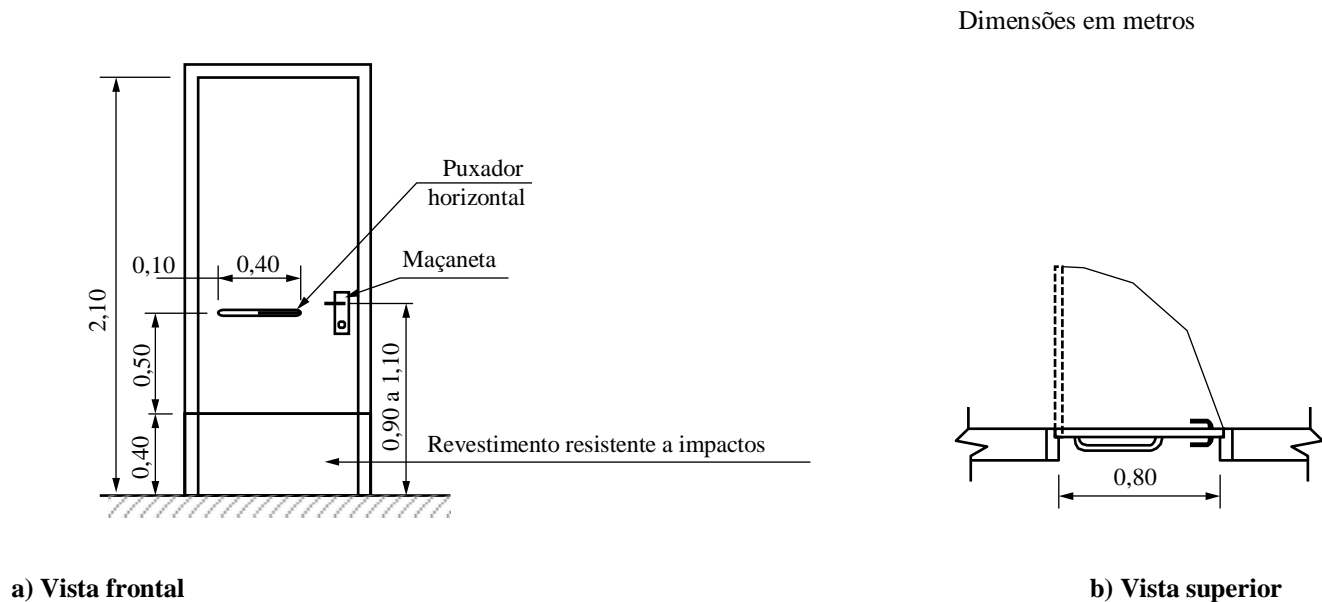 Dimensões em metros
Puxador
horizontal
0,10
0,40
Maçaneta
2,10
0,50
0,90 a 1,10
0,40
Revestimento resistente a impactos
0,80
a) Vista frontal
b) Vista superior